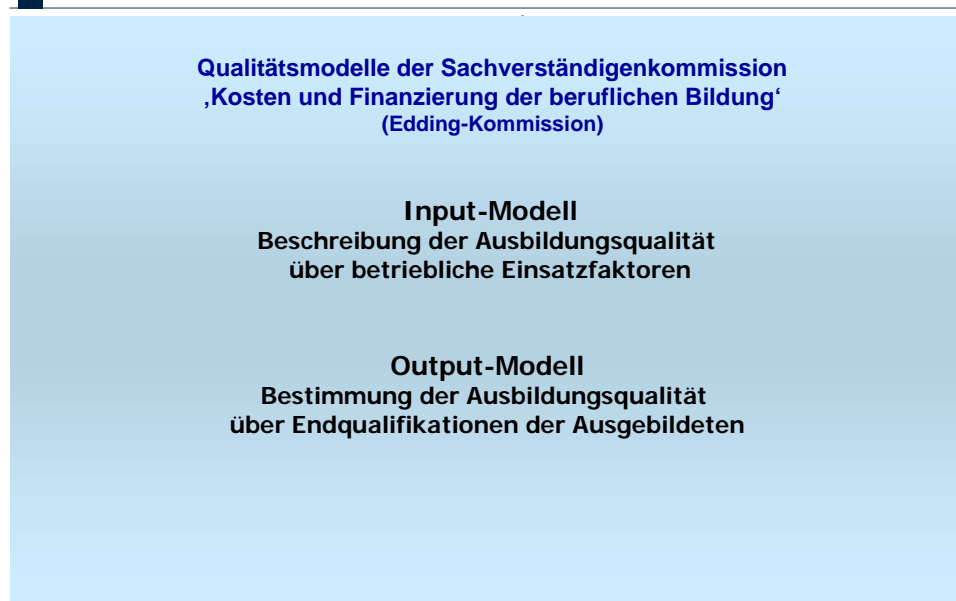 Qualitätsmodelle der Sachverständigenkommission
‚Kosten und Finanzierung der beruflichen Bildung‘
(Edding-Kommission)
Input-Modell
Beschreibung der Ausbildungsqualität
über betriebliche Einsatzfaktoren
Output-Modell
Bestimmung der Ausbildungsqualität
über Endqualifikationen der Ausgebildeten